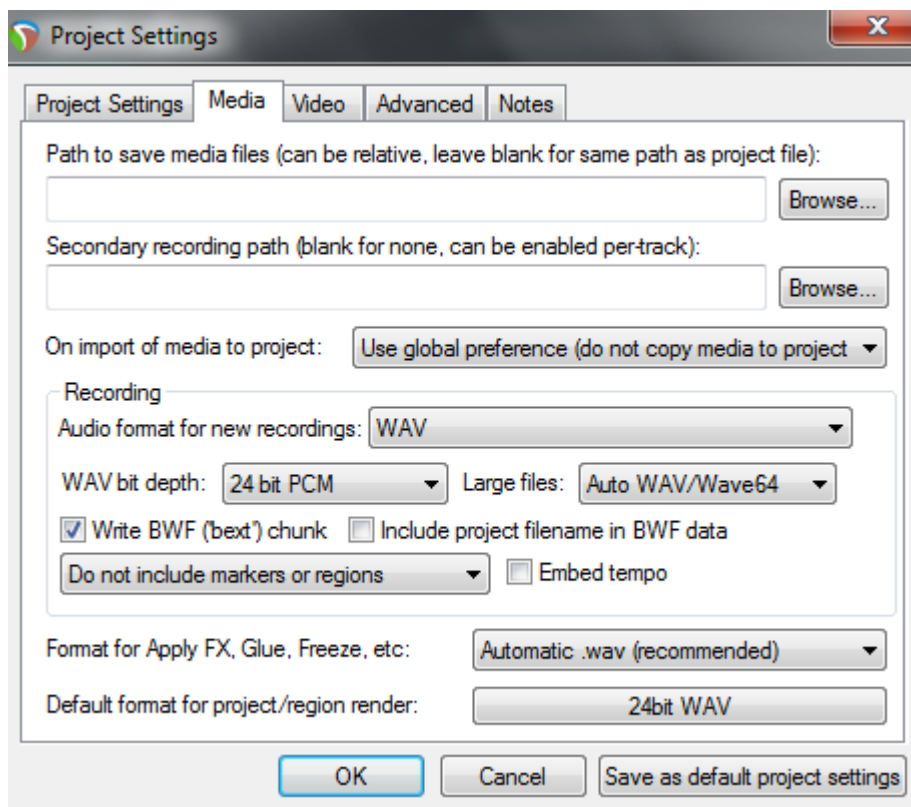 Project Settings
Project Settings Media Video Advanced Notes
Path to save media files (can be relative, leave blank for same path as project file):
Browse...
Secondary recording path (blank for none, can be enabled per-track):
Browse...
On import of media to project: Use global preference (do not copy media to project
Recording
Audio format for new recordings: WAV
WAV bit depth: 24 bit PCM Large files: Auto WAV/Wave64
Write BWF ('bext') chunk Include project filename in BWF data
Do not include markers or regions Embed tempo
Format for Apply FX, Glue, Freeze, etc: Automatic .wav (recommended)
Default format for project/region render: 24bit WAV
OK Cancel Save as default project settings